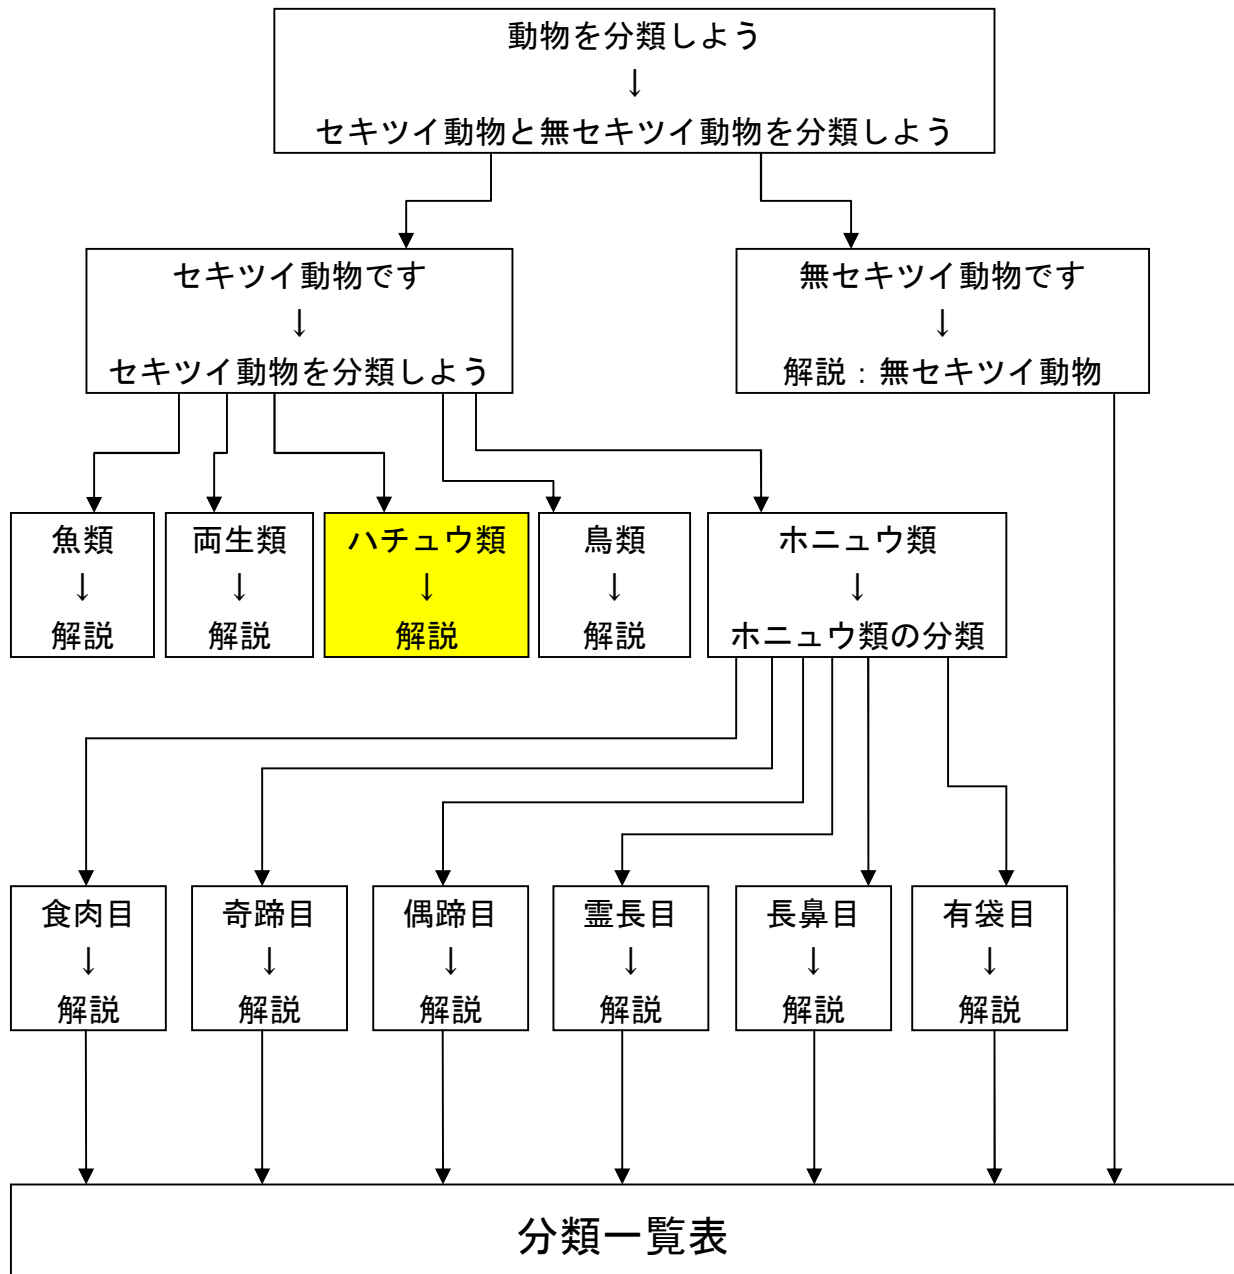 動物を分類しよう
↓
セキツイ動物と無セキツイ動物を分類しよう
セキツイ動物です
↓
セキツイ動物を分類しよう
無セキツイ動物です
↓
解説：無セキツイ動物
魚類
↓
解説
両生類
↓
解説
ハチュウ類
↓
解説
鳥類
↓
解説
ホニュウ類
↓
ホニュウ類の分類
食肉目
↓
解説
奇蹄目
↓
解説
偶蹄目
↓
解説
霊長目
↓
解説
長鼻目
↓
解説
有袋目
↓
解説
分類一覧表